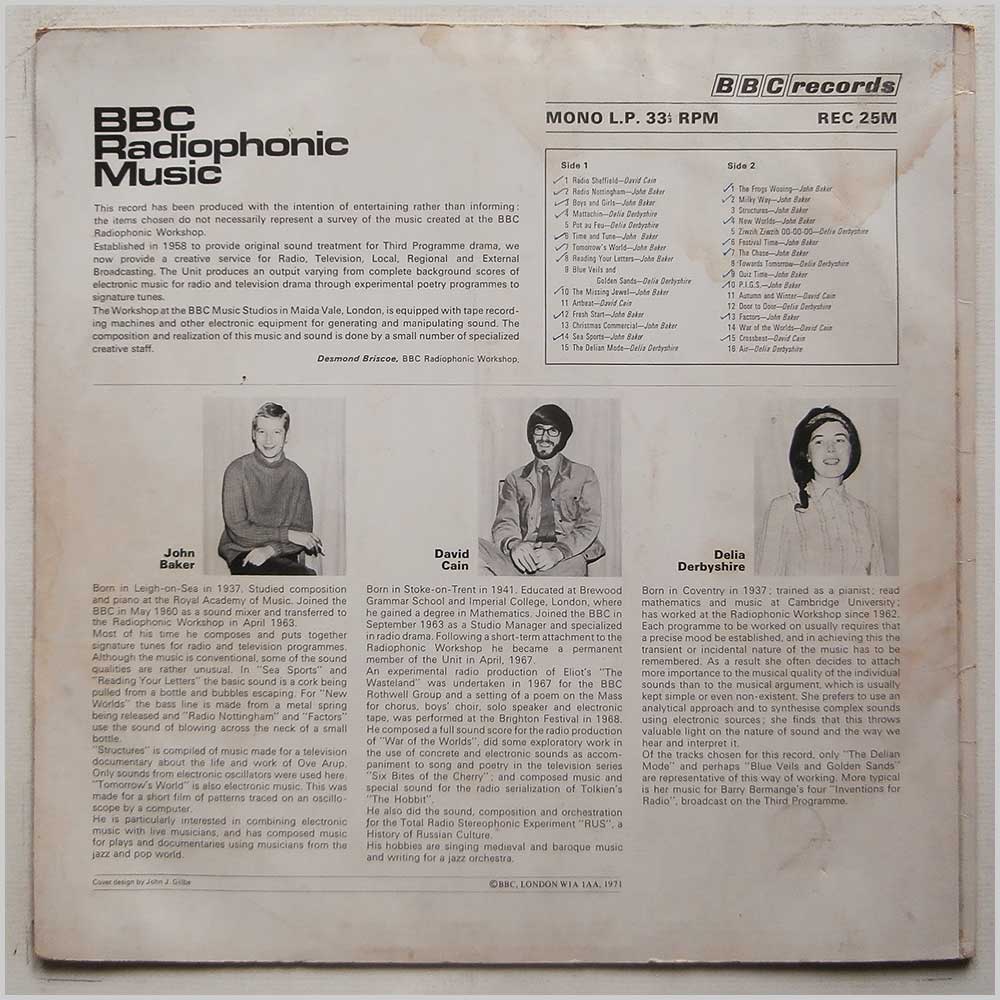 BBC records
MONO L.P. 33⅓ RPM REC 25M
BBC
Radiophonic
Music
This record has been produced with the intention of entertaining rather than informing :
the items chosen do not necessarily represent a survey of the music created at the BBC
Radiophonic Workshop.
Established in 1958 to provide original sound treatment for Third Programme drama, we
now provide a creative service for Radio, Television, Local, Regional and External
Broadcasting. The Unit produces an output varying from complete background scores of
electronic music for radio and television drama through experimental poetry programmes to
signature tunes.
The Workshop at the BBC Music Studios in Maida Vale, London, is equipped with tape record-
ing machines and other electronic equipment for generating and manipulating sound. The
composition and realization of this music and sound is done by a small number of specialized
creative staff.
Desmond Briscoe, BBC Radiophonic Workshop.
Side 1
1 Radio Sheffield—David Cain
2 Radio Nottingham—John Baker
3 Boys and Girls—John Baker
4 Mattachin—Delia Derbyshire
5 Pot au Feu—Delia Derbyshire
6 Time and Tune—John Baker
7 Tomorrow's World—John Baker
8 Reading Your Letters—John Baker
9 Blue Veils and
Golden Sands—Delia Derbyshire
10 The Missing Jewel—John Baker
11 Artbeat—David Cain
12 Fresh Start—John Baker
13 Christmas Commercial—John Baker
14 Sea Sports—John Baker
15 The Delian Mode—Delia Derbyshire
Side 2
1 The Frogs Wooing—John Baker
2 Milky Way—John Baker
3 Structures—John Baker
4 New Worlds—John Baker
5 Ziwzih Ziwzih 00-00-00—Delia Derbyshire
6 Festival Time—John Baker
7 The Chase—John Baker
8 Towards Tomorrow—Delia Derbyshire
9 Quiz Time—John Baker
10 P.I.G.S.—John Baker
11 Autumn and Winter—David Cain
12 Door to Door—Delia Derbyshire
13 Factors—John Baker
14 War of the Worlds—David Cain
15 Crossbeat—David Cain
16 Air—Delia Derbyshire
John
Baker
Born in Leigh-on-Sea in 1937. Studied composition
and piano at the Royal Academy of Music. Joined the
BBC in May 1960 as a sound mixer and transferred to
the Radiophonic Workshop in April 1963.
Most of his time he composes and puts together
signature tunes for radio and television programmes.
Although the music is conventional, some of the sound
qualities are rather unusual. In "Sea Sports" and
"Reading Your Letters" the basic sound is a cork being
pulled from a bottle and bubbles escaping. For "New
Worlds" the bass line is made from a metal spring
being released and "Radio Nottingham" and "Factors"
use the sound of blowing across the neck of a small
bottle.
"Structures" is compiled of music made for a television
documentary about the life and work of Ove Arup.
Only sounds from electronic oscillators were used here.
"Tomorrow's World" is also electronic music. This was
made for a short film of patterns traced on an oscillo-
scope by a computer.
He is particularly interested in combining electronic
music with live musicians, and has composed music
for plays and documentaries using musicians from the
jazz and pop world.
David
Cain
Born in Stoke-on-Trent in 1941. Educated at Brewood
Grammar School and Imperial College, London, where
he gained a degree in Mathematics. Joined the BBC in
September 1963 as a Studio Manager and specialized
in radio drama. Following a short-term attachment to the
Radiophonic Workshop he became a permanent
member of the Unit in April, 1967.
An experimental radio production of Eliot's "The
Wasteland" was undertaken in 1967 for the BBC
Rothwell Group and a setting of a poem on the Mass
for chorus, boys' choir, solo speaker and electronic
tape, was performed at the Brighton Festival in 1968.
He composed a full sound score for the radio production
of "War of the Worlds", did some exploratory work in
the use of concrete and electronic sounds as accom-
paniment to song and poetry in the television series
"Six Bites of the Cherry" ; and composed music and
special sound for the radio serialization of Tolkien's
"The Hobbit".
He also did the sound, composition and orchestration
for the Total Radio Stereophonic Experiment "RUS", a
History of Russian Culture.
His hobbies are singing medieval and baroque music
and writing for a jazz orchestra.
Delia
Derbyshire
Born in Coventry in 1937 ; trained as a pianist ; read
mathematics and music at Cambridge University ;
has worked at the Radiophonic Workshop since 1962.
Each programme to be worked on usually requires that
a precise mood be established, and in achieving this the
transient or incidental nature of the music has to be
remembered. As a result she often decides to attach
more importance to the musical quality of the individual
sounds than to the musical argument, which is usually
kept simple or even non-existent. She prefers to use an
analytical approach and to synthesise complex sounds
using electronic sources ; she finds that this throws
valuable light on the nature of sound and the way we
hear and interpret it.
Of the tracks chosen for this record, only "The Delian
Mode" and perhaps "Blue Veils and Golden Sands"
are representative of this way of working. More typical
is her music for Barry Bermange's four "Inventions for
Radio", broadcast on the Third Programme.
Cover design by John J. Gilbe
©BBC, LONDON W1A 1AA, 1971